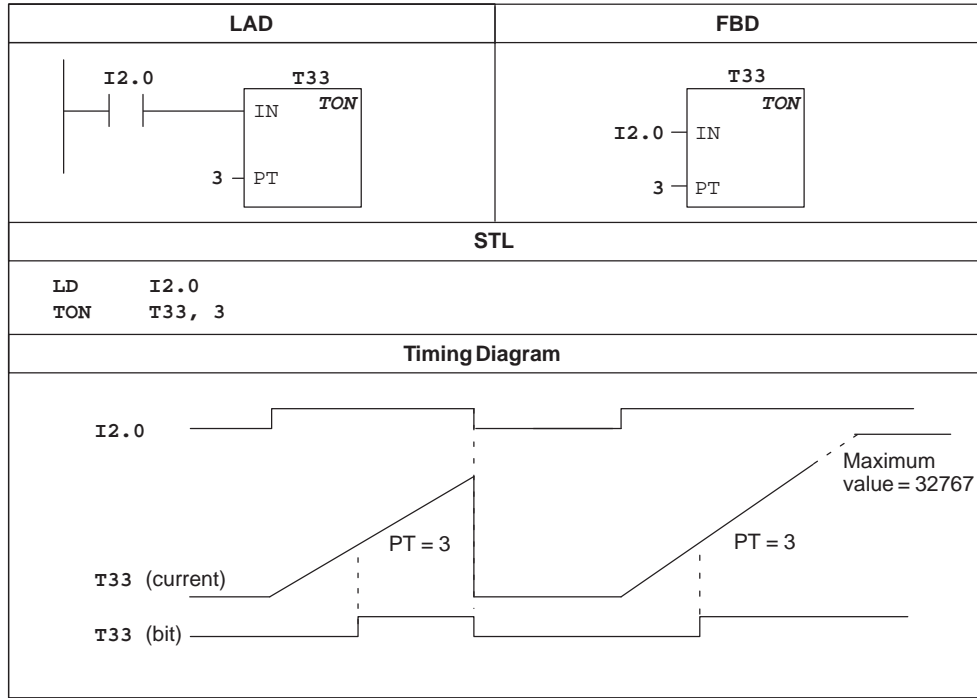 LAD
FBD
I2.0
T33
IN
TON
3
PT
T33
TON
I2.0
IN
3
PT
STL
LD I2.0
TON T33, 3
Timing Diagram
I2.0
Maximum
value = 32767
PT = 3
PT = 3
T33 (current)
T33 (bit)